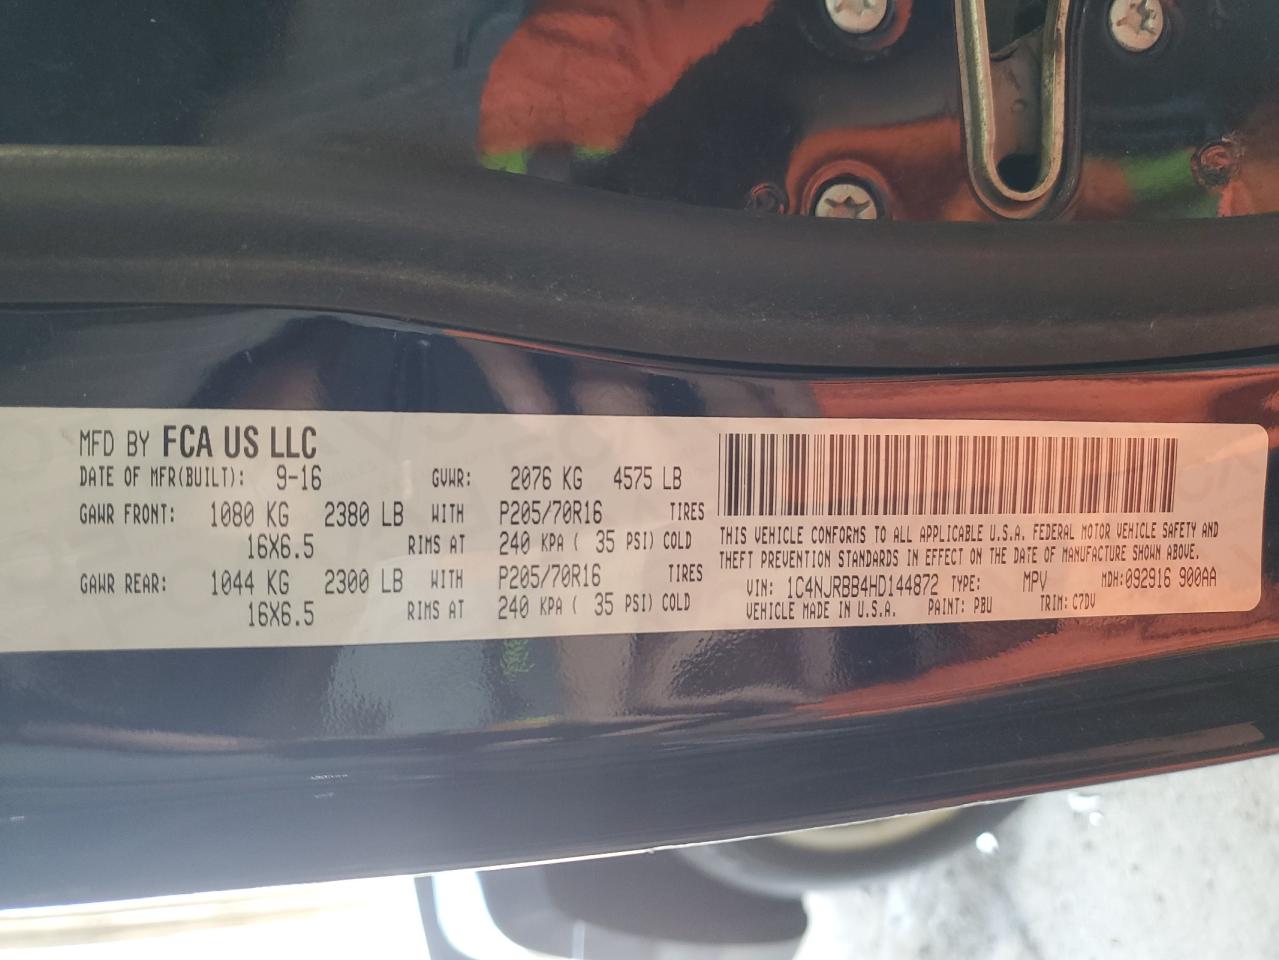 MFD BY FCA US LLC
DATE OF MFR(BUILT): 9-16 GVWR: 2076 KG 4575 LB
GAWR FRONT: 1080 KG 2380 LB WITH P205/70R16 TIRES
16X6.5 RIMS AT 240 KPA ( 35 PSI) COLD
GAWR REAR: 1044 KG 2300 LB WITH P205/70R16 TIRES
16X6.5 RIMS AT 240 KPA ( 35 PSI) COLD
THIS VEHICLE CONFORMS TO ALL APPLICABLE U.S.A. FEDERAL MOTOR VEHICLE SAFETY AND
THEFT PREVENTION STANDARDS IN EFFECT ON THE DATE OF MANUFACTURE SHOWN ABOVE.
VIN: 1C4NJRBB4HD144872 TYPE: MPV MDH:092916 900AA
VEHICLE MADE IN U.S.A. PAINT: PBU TRIM: C7DV